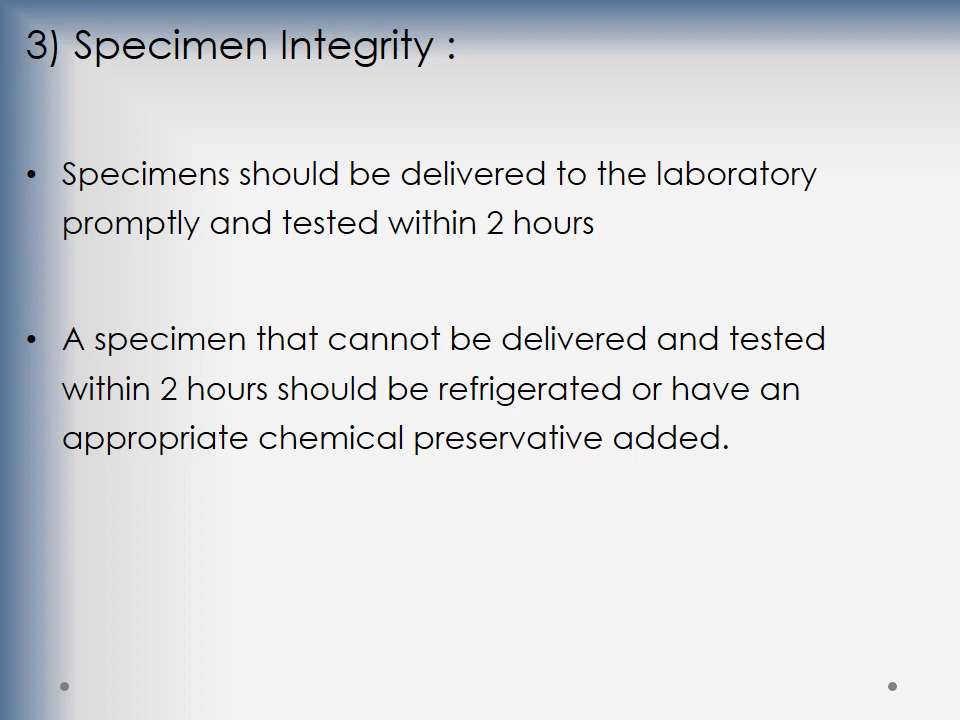 3) Specimen Integrity :
• Specimens should be delivered to the laboratory
promptly and tested within 2 hours
• A specimen that cannot be delivered and tested
within 2 hours should be refrigerated or have an
appropriate chemical preservative added.